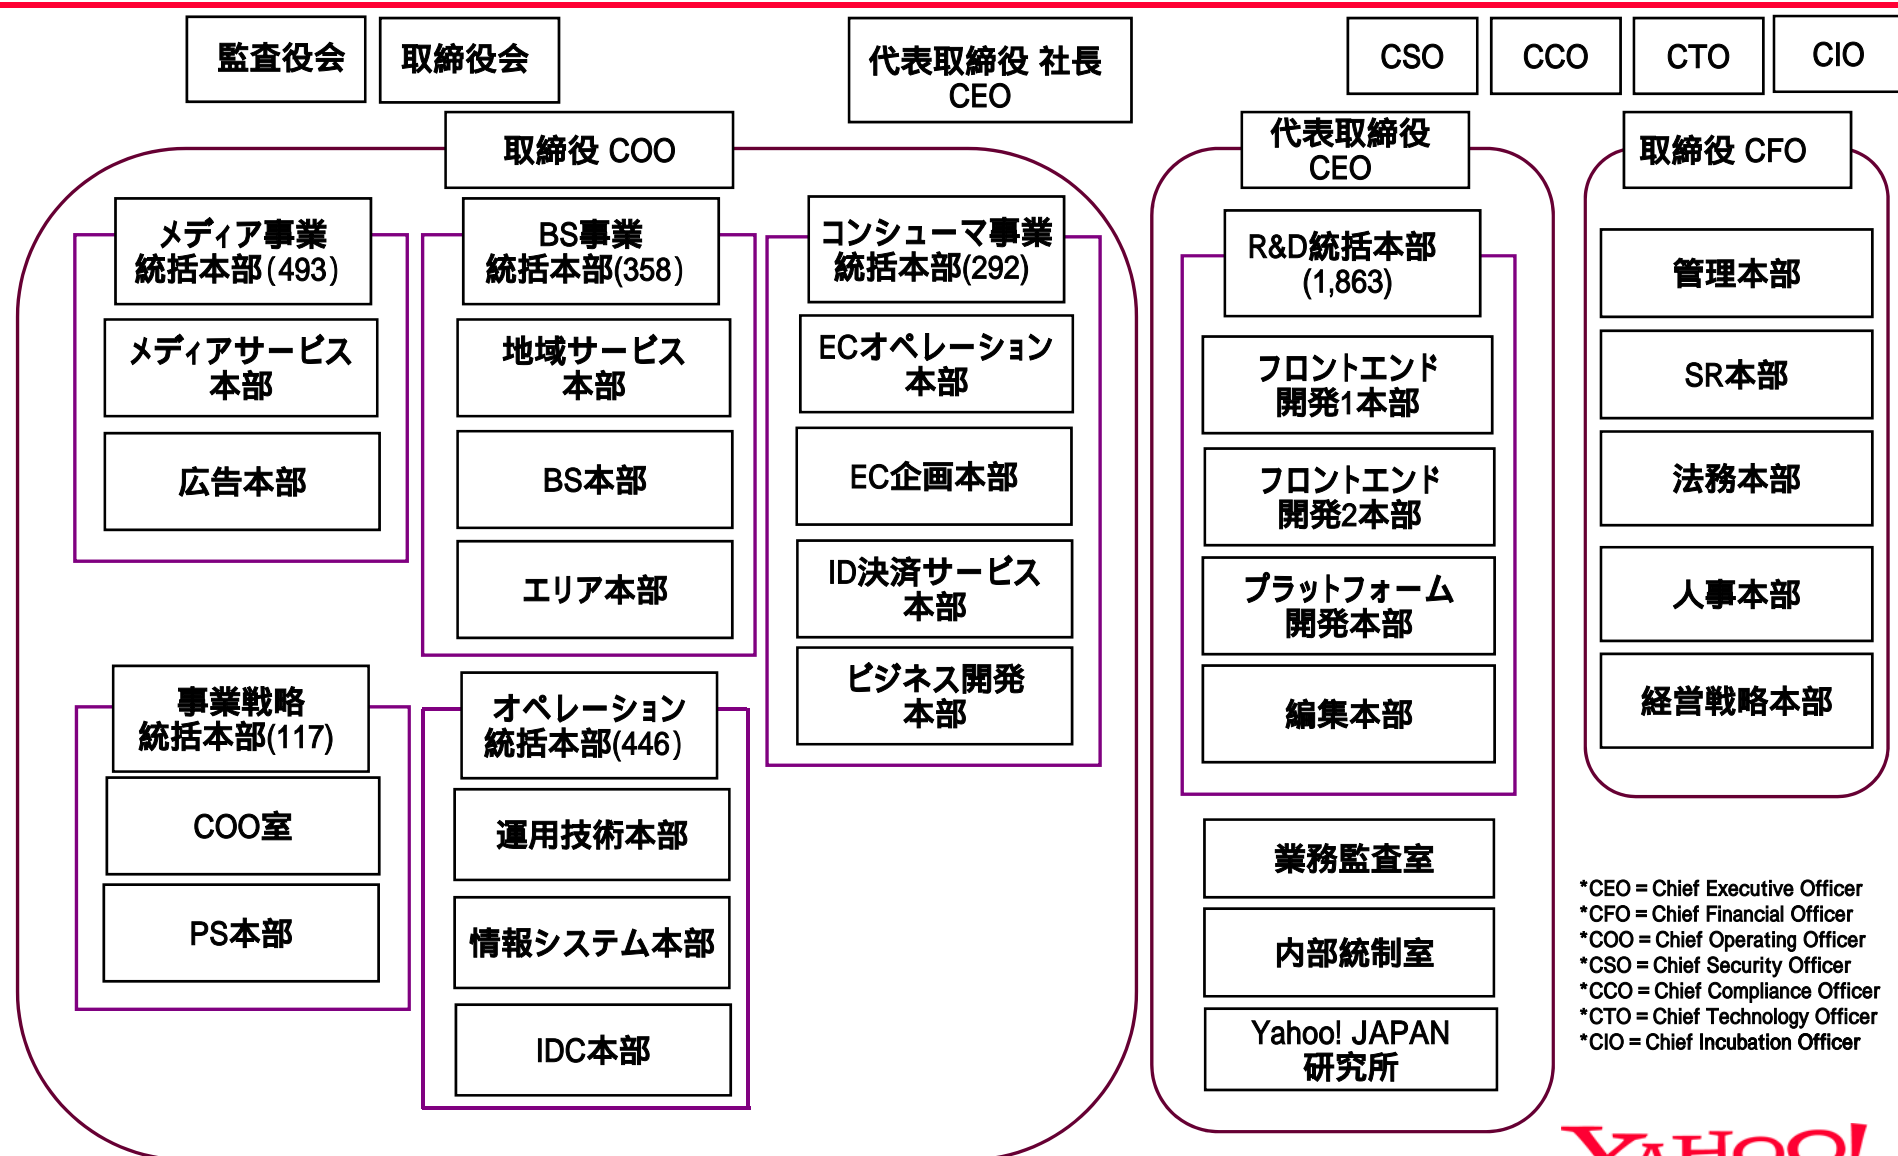 監査役会
取締役会
代表取締役 社長
CEO
CSO
CCO
CTO
CIO
取締役 COO
メディア事業
統括本部(493)
メディアサービス
本部
広告本部
BS事業
統括本部(358)
地域サービス
本部
BS本部
エリア本部
コンシューマ事業
統括本部(292)
ECオペレーション
本部
EC企画本部
ID決済サービス
本部
ビジネス開発
本部
事業戦略
統括本部(117)
COO室
PS本部
オペレーション
統括本部(446)
運用技術本部
情報システム本部
IDC本部
代表取締役
CEO
R&D統括本部
(1,863)
フロントエンド
開発1本部
フロントエンド
開発2本部
プラットフォーム
開発本部
編集本部
業務監査室
内部統制室
Yahoo! JAPAN
研究所
取締役 CFO
管理本部
SR本部
法務本部
人事本部
経営戦略本部
*CEO = Chief Executive Officer
*CFO = Chief Financial Officer
*COO = Chief Operating Officer
*CSO = Chief Security Officer
*CCO = Chief Compliance Officer
*CTO = Chief Technology Officer
*CIO = Chief Incubation Officer
YAHOO!